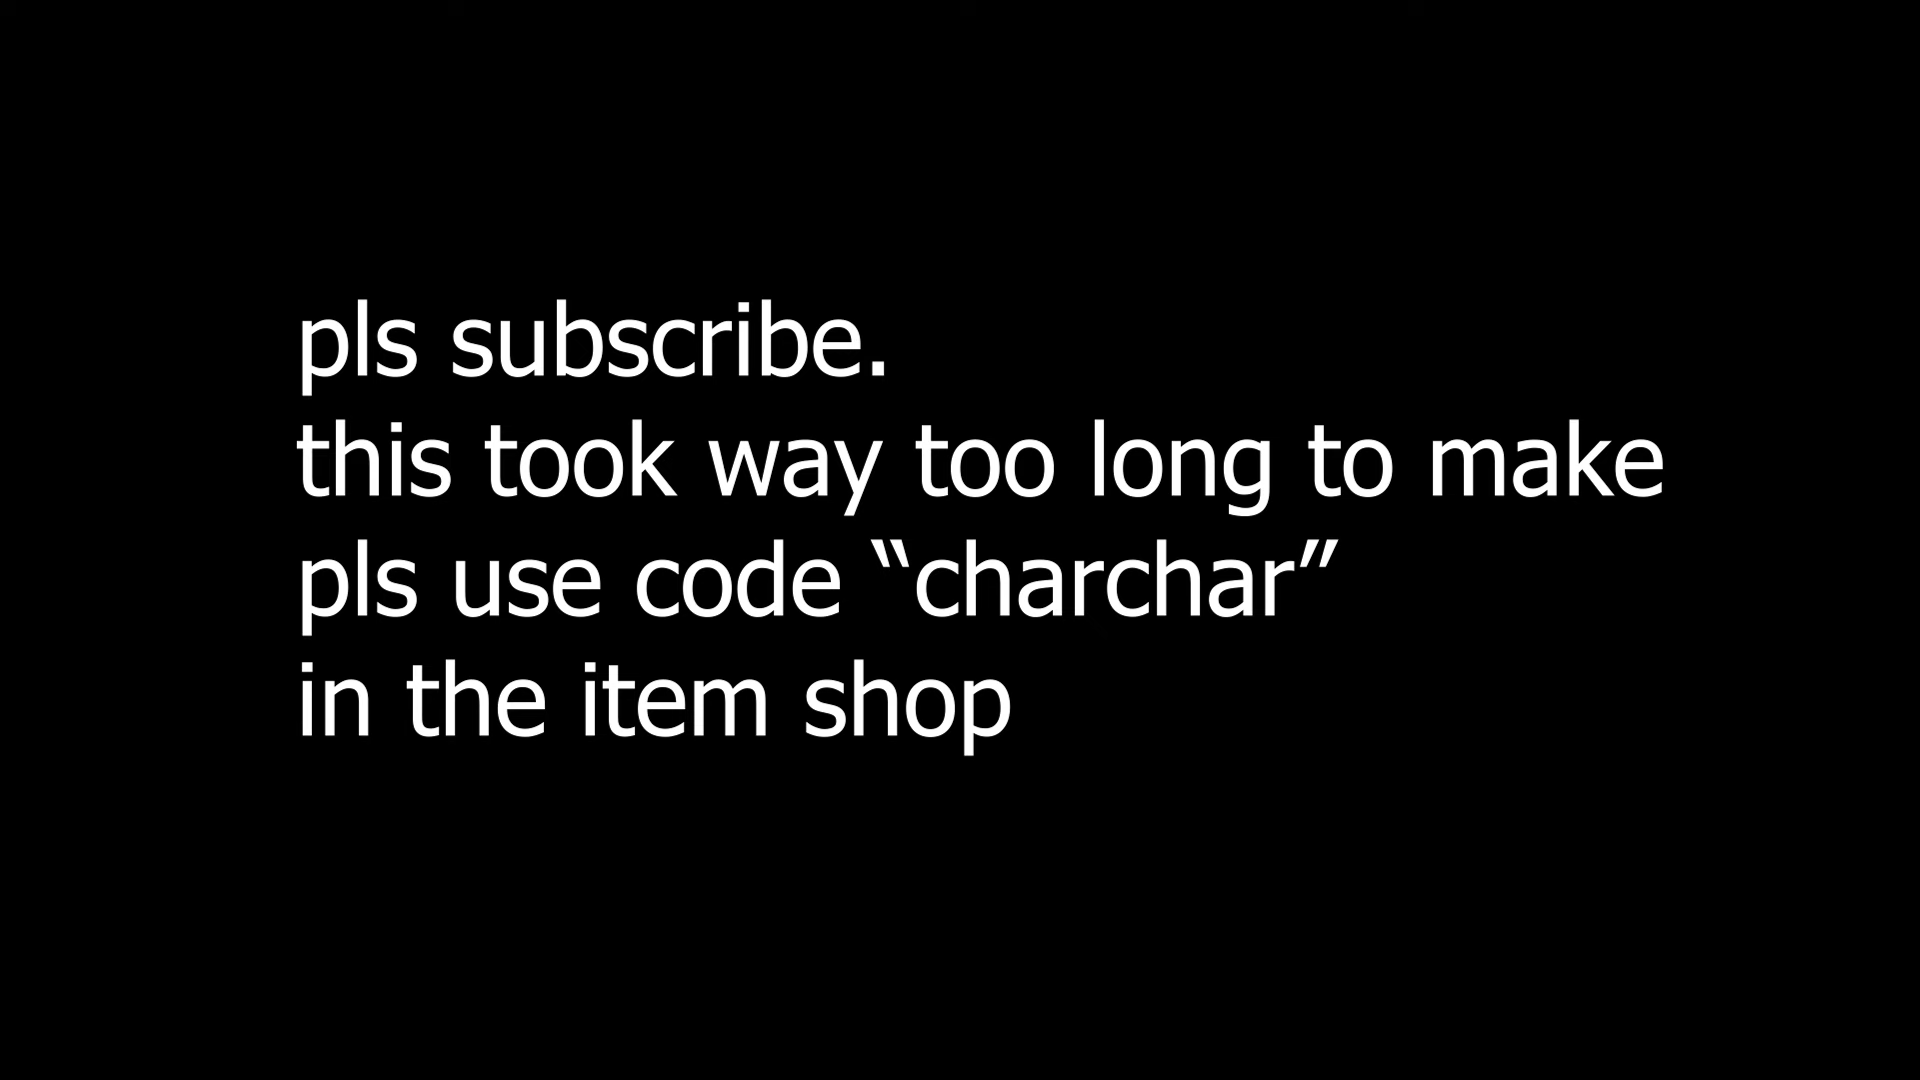 pls subscribe.
this took way too long to make
pls use code “charchar”
in the item shop